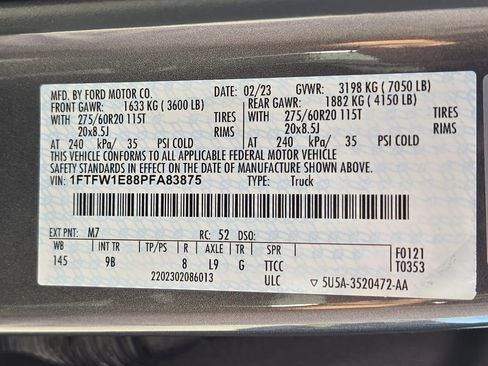 MFD. BY FORD MOTOR CO. DATE: 02/23 GVWR: 3198 KG ( 7050 LB)
FRONT GAWR: 1633 KG ( 3600 LB) REAR GAWR: 1882 KG ( 4150 LB)
WITH 275/60R20 115T TIRES WITH 275/60R20 115T TIRES
20x8.5J RIMS 20x8.5J RIMS
AT 240 kPa/ 35 PSI COLD AT 240 kPa/ 35 PSI COLD
THIS VEHICLE CONFORMS TO ALL APPLICABLE FEDERAL MOTOR VEHICLE
SAFETY STANDARDS IN EFFECT ON THE DATE OF MANUFACTURE SHOWN ABOVE.
VIN: 1FTFW1E88PFA83875 TYPE: Truck
EXT PNT: M7 RC: 52 DSO:
WB INT TR TP/PS R AXLE TR SPR F0121
145 9B 8 L9 G TTCC T0353
2202302086013 ULC 5U5A-3520472-AA